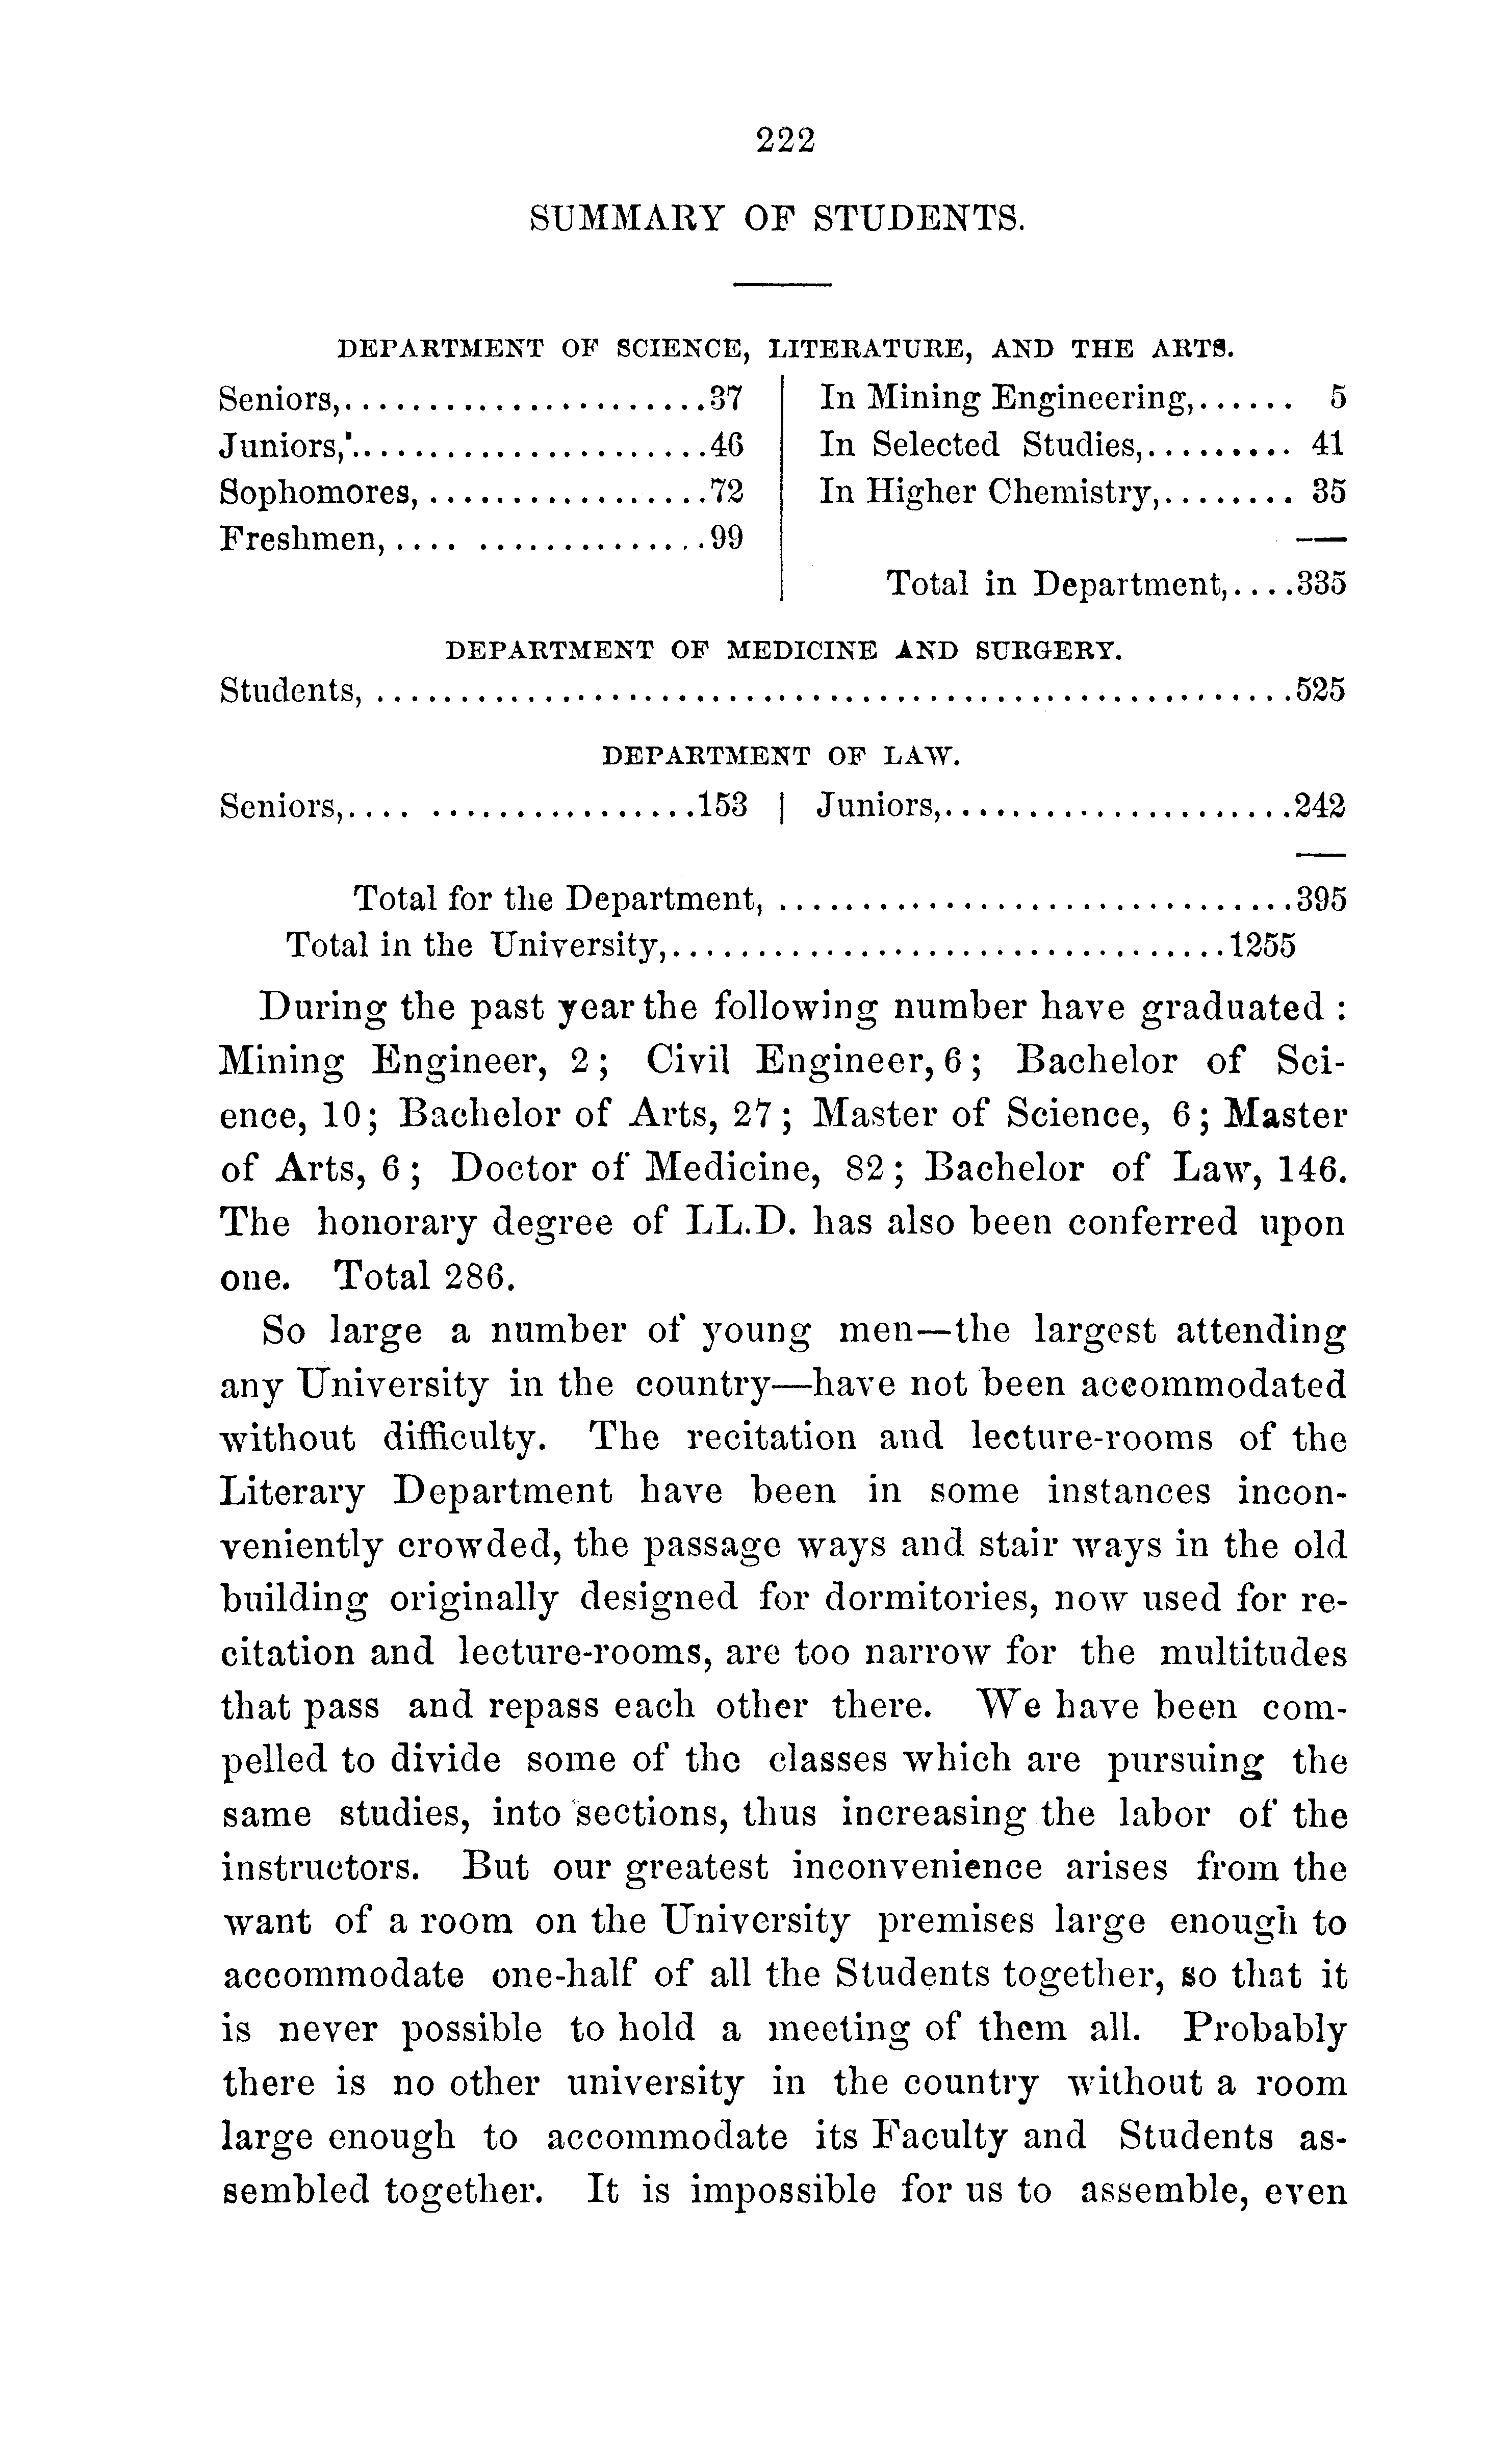 222
SUMMARY OF STUDENTS.
DEPARTMENT OF SCIENCE, LITERATURE, AND THE ARTS.
Seniors,......................37 | In Mining Engineering,...... 5
Juniors,'.....................46 | In Selected Studies,......... 41
Sophomores, .................72 | In Higher Chemistry,........ 35
Freshmen, .... ..............99
Total in Department,....335
DEPARTMENT OF MEDICINE AND SURGERY.
Students, ........................................................525
DEPARTMENT OF LAW.
Seniors,.... ................153 | Juniors,.....................242
Total for the Department, ...............................395
Total in the University,.................................1255
During the past year the following number have graduated :
Mining Engineer, 2; Civil Engineer, 6; Bachelor of Sci-
ence, 10; Bachelor of Arts, 27; Master of Science, 6; Master
of Arts, 6; Doctor of Medicine, 82; Bachelor of Law, 146.
The honorary degree of LL.D. has also been conferred upon
one. Total 286.
So large a number of young men—the largest attending
any University in the country—have not been accommodated
without difficulty. The recitation and lecture-rooms of the
Literary Department have been in some instances incon-
veniently crowded, the passage ways and stair ways in the old
building originally designed for dormitories, now used for re-
citation and lecture-rooms, are too narrow for the multitudes
that pass and repass each other there. We have been com-
pelled to divide some of the classes which are pursuing the
same studies, into sections, thus increasing the labor of the
instructors. But our greatest inconvenience arises from the
want of a room on the University premises large enough to
accommodate one-half of all the Students together, so that it
is never possible to hold a meeting of them all. Probably
there is no other university in the country without a room
large enough to accommodate its Faculty and Students as-
sembled together. It is impossible for us to assemble, even